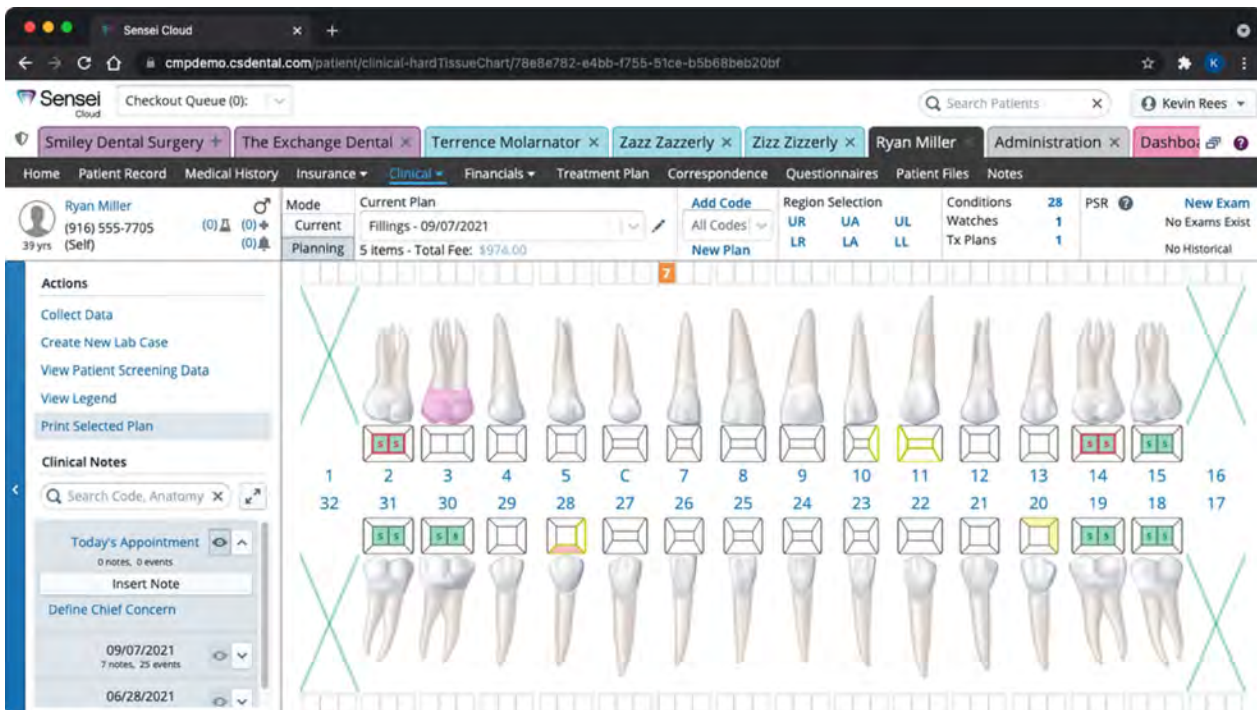 Sensei Cloud × +
cmpdemo.csdental.com/patient/clinical-hardTissueChart/78e8e782-e4bb-f755-51ce-b5b68beb20bf K
Sensei Cloud Checkout Queue (0): Search Patients × Kevin Rees
Smiley Dental Surgery + The Exchange Dental × Terrence Molarnator × Zazz Zazzerly × Zizz Zizzerly × Ryan Miller Administration × Dashboa ?
Home Patient Record Medical History Insurance Clinical Financials Treatment Plan Correspondence Questionnaires Patient Files Notes
Ryan Miller Mode Current Plan Add Code Region Selection Conditions 28 PSR ? New Exam
(916) 555-7705 (0) (0) Current Fillings - 09/07/2021 All Codes UR UA UL Watches 1 No Exams Exist
39 yrs (Self) (0) Planning 5 items - Total Fee: $974.00 New Plan LR LA LL Tx Plans 1 No Historical
7
Actions
Collect Data
Create New Lab Case
View Patient Screening Data
View Legend
Print Selected Plan
Clinical Notes
Search Code, Anatomy ×
Today's Appointment
0 notes, 0 events
Insert Note
Define Chief Concern
09/07/2021
7 notes, 25 events
06/28/2021
S S S S S S
1 2 3 4 5 C 7 8 9 10 11 12 13 14 15 16
32 31 30 29 28 27 26 25 24 23 22 21 20 19 18 17
S S S S S S S S